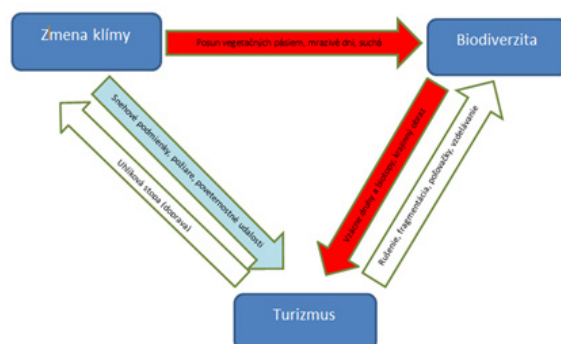 Zmena klímy
Posun vegetačných pásiem, mrazivé dni, suchá
Biodiverzita
Snehové podmienky, požiare, poveternostné udalosti
Uhlíková stopa (doprava)
Vzácne druhy a biotopy, krajinný obraz
Rušenie, fragmentácia, poľovačky, vzdelávanie
Turizmus